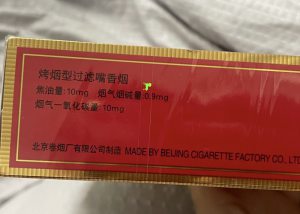 烤烟型过滤嘴香烟
焦油量:10mg 烟气烟碱量:0.9mg
烟气一氧化碳量:10mg
北京卷烟厂有限公司制造 MADE BY BEIJING CIGARETTE FACTORY CO., LT